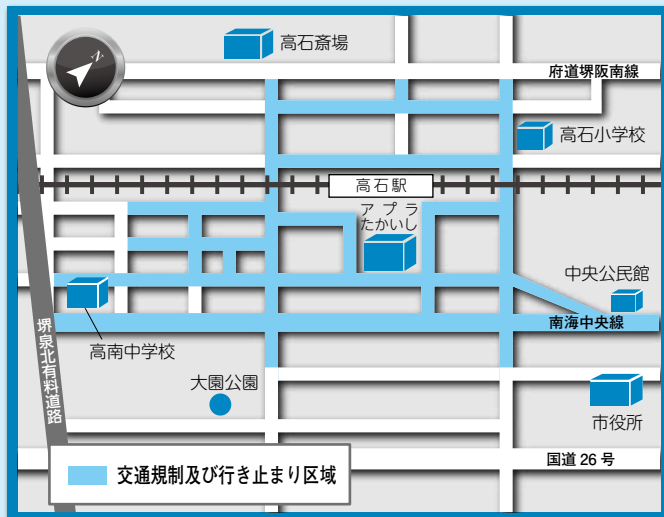 N
高石斎場
府道堺阪南線
高石小学校
高石駅
アプラ
たかいし
中央公民館
南海中央線
高南中学校
堺泉北有料道路
大園公園
市役所
国道26号
交通規制及び行き止まり区域